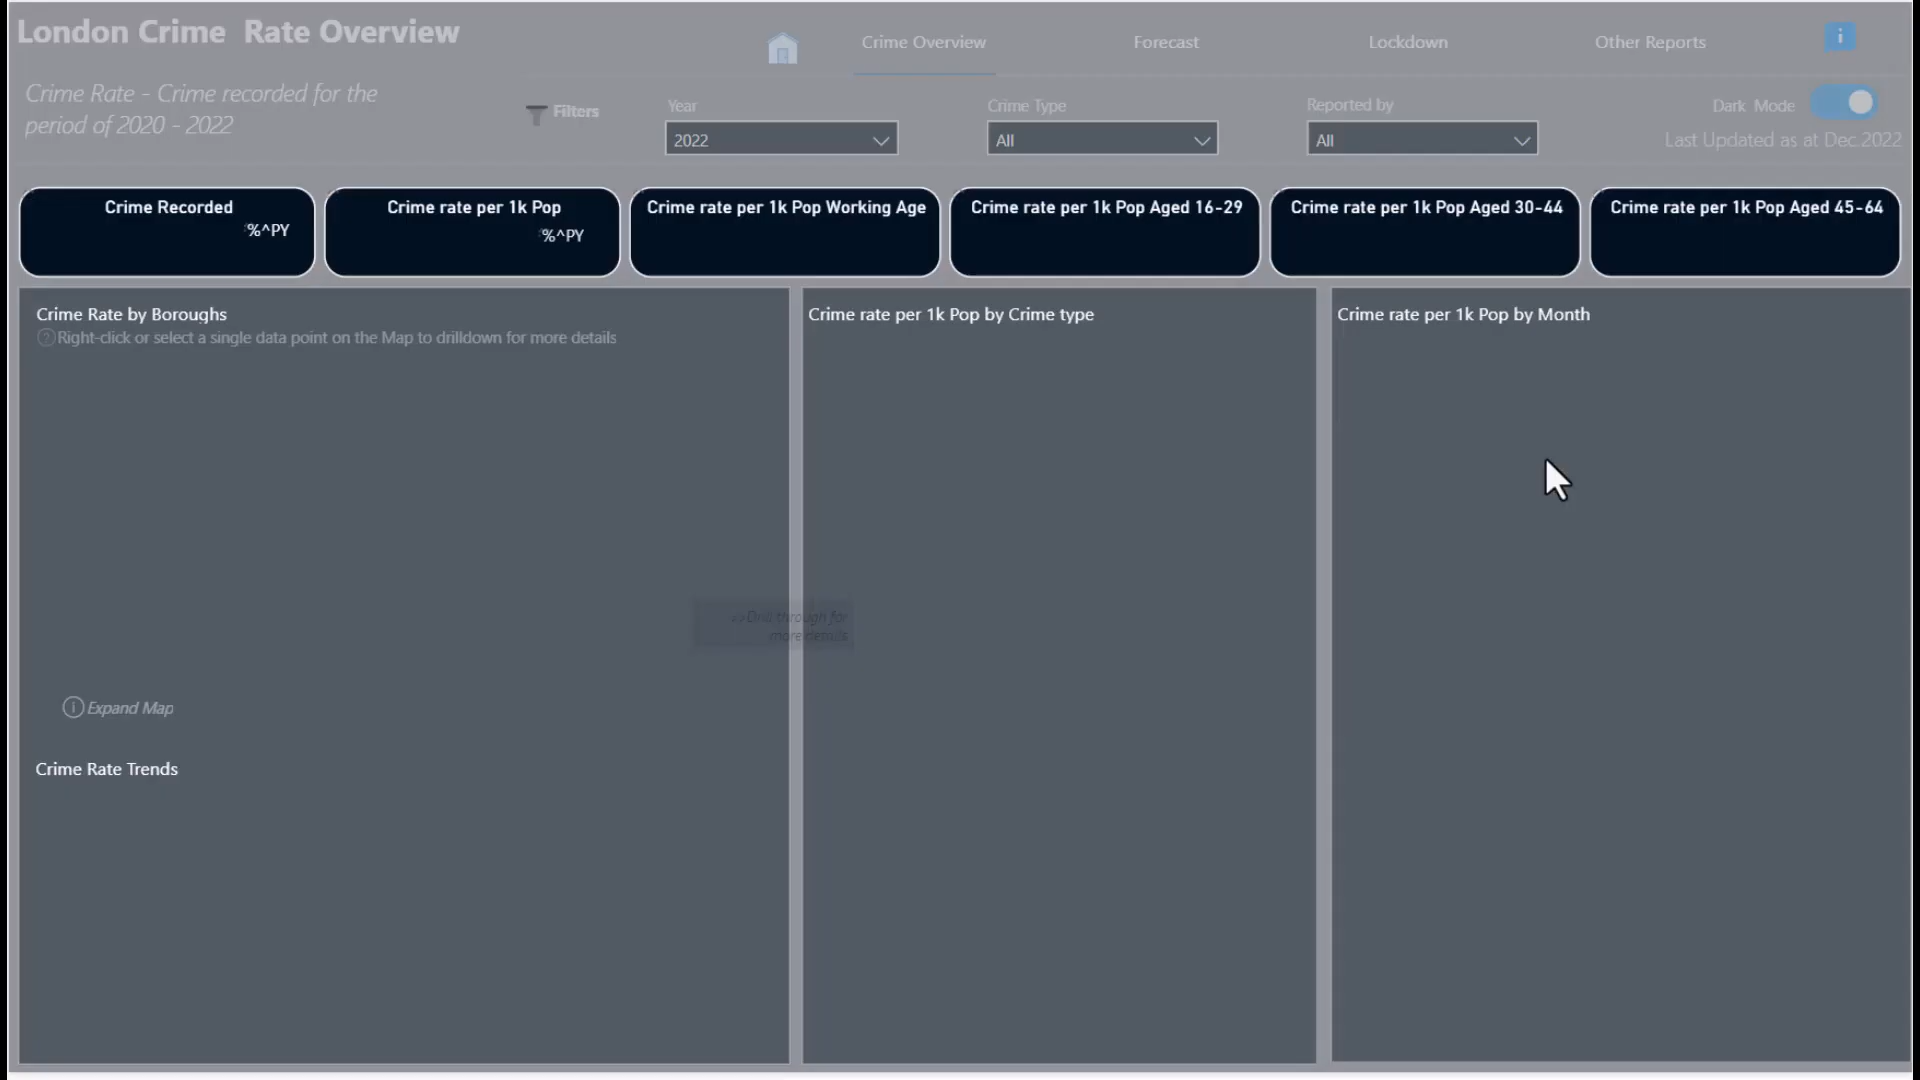 London Crime Rate Overview
Crime Overview
Forecast
Lockdown
Other Reports
Crime Rate - Crime recorded for the
period of 2020 - 2022
Filters
Year
2022
Crime Type
All
Reported by
All
Dark Mode
Last Updated as at Dec.2022
Crime Recorded
%^PY
Crime rate per 1k Pop
%^PY
Crime rate per 1k Pop Working Age
Crime rate per 1k Pop Aged 16-29
Crime rate per 1k Pop Aged 30-44
Crime rate per 1k Pop Aged 45-64
Crime Rate by Boroughs
Right-click or select a single data point on the Map to drilldown for more details
Crime rate per 1k Pop by Crime type
Crime rate per 1k Pop by Month
Drill through for
more details
Expand Map
Crime Rate Trends